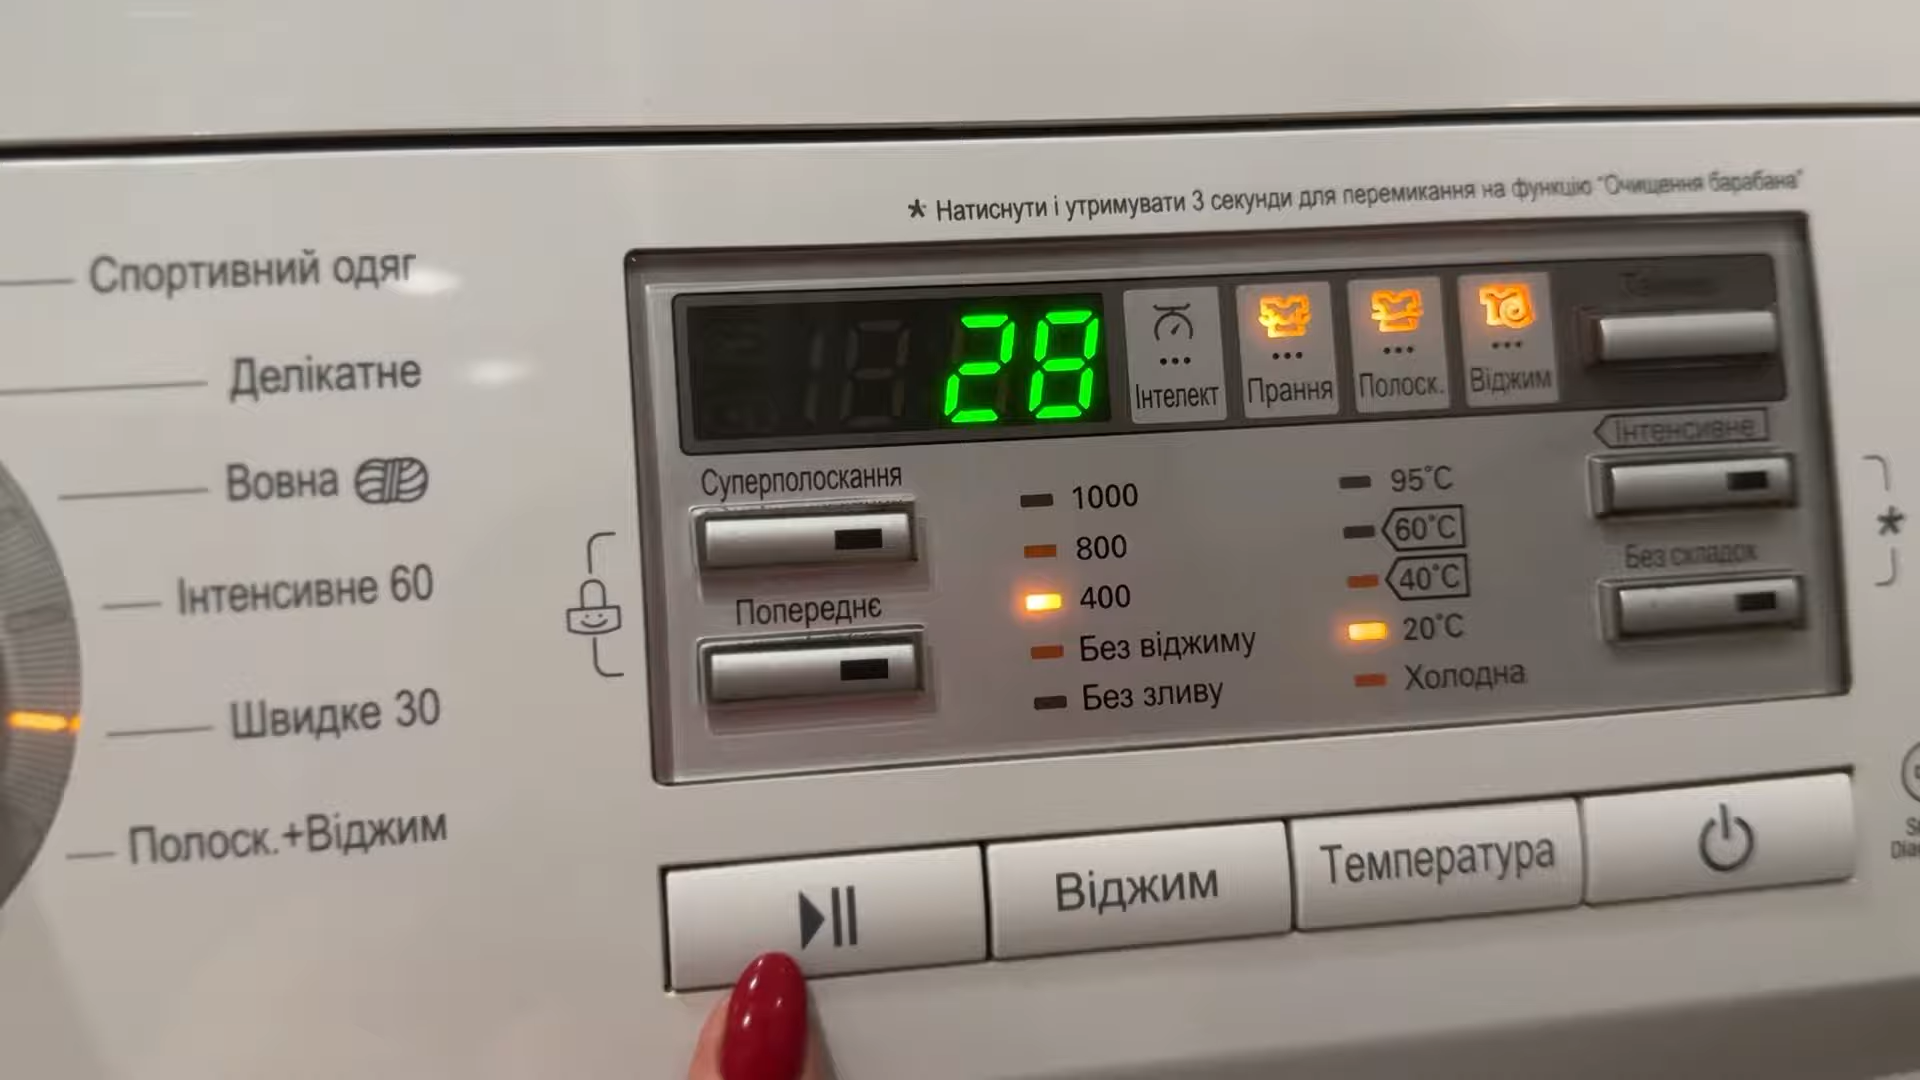 * Натиснути і утримувати 3 секунди для перемикання на функцію "Очищення барабана"
Спортивний одяг
Делікатне
Вовна
Інтенсивне 60
Швидке 30
Полоск.+Віджим
28
Інтелект
Прання
Полоск.
Віджим
Суперполоскання
Попереднє
1000
800
400
Без віджиму
Без зливу
95°C
60°C
40°C
20°C
Холодна
Інтенсивне
Без складок
*
Віджим
Температура